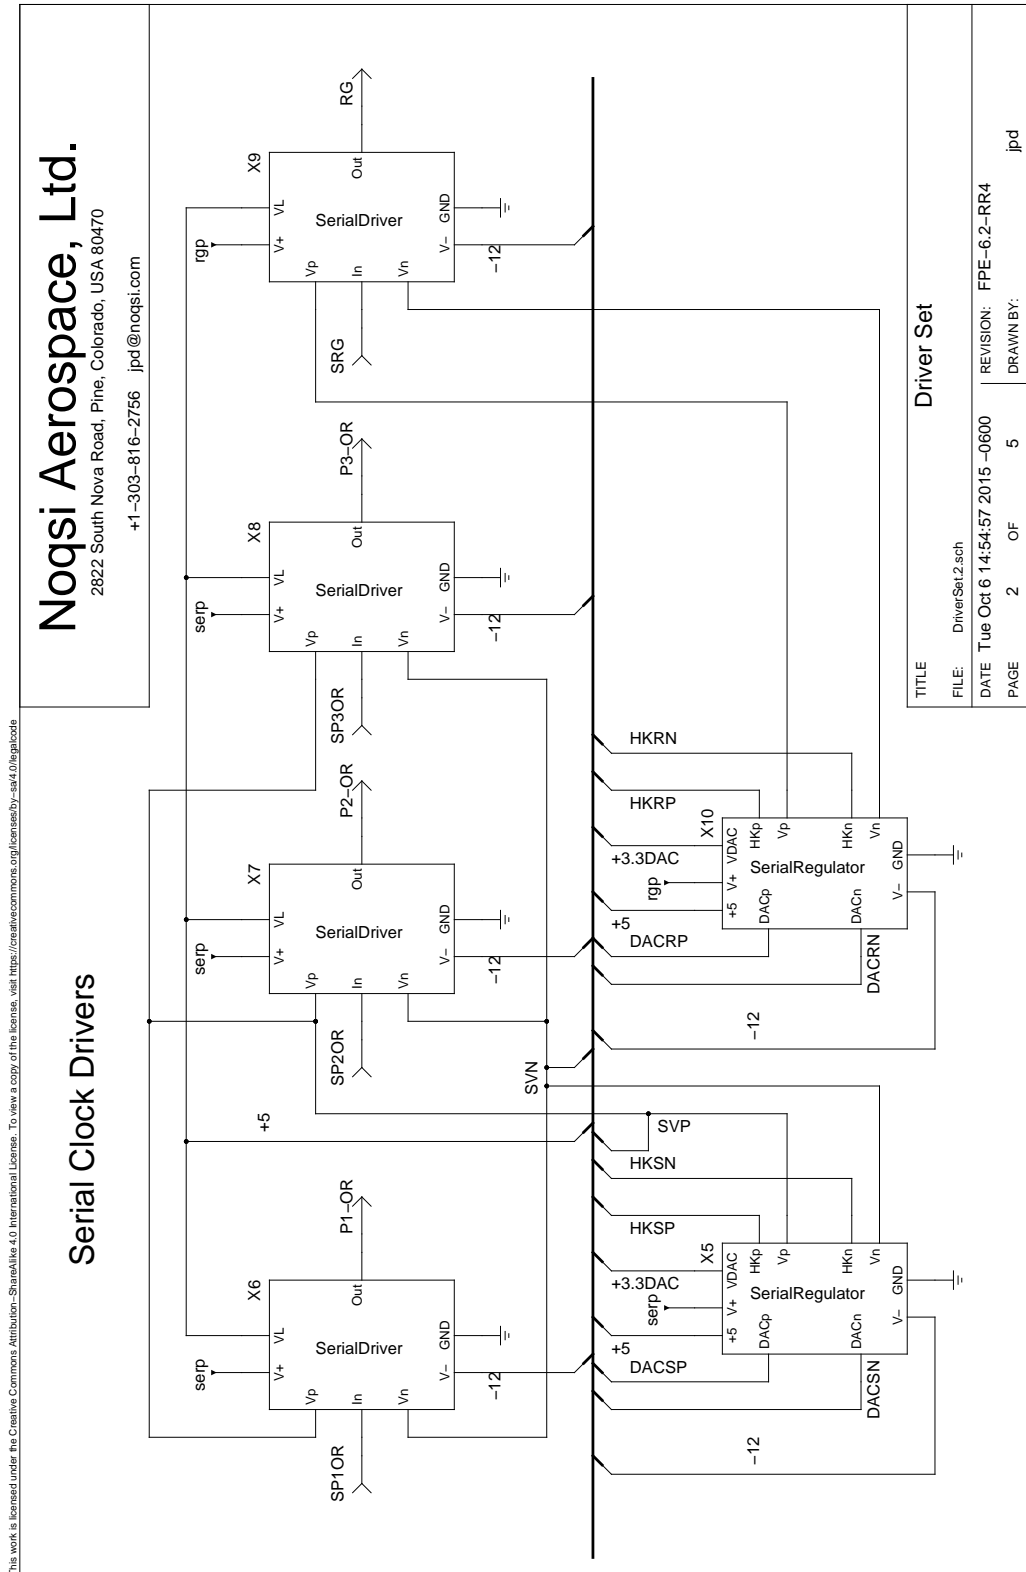 This work is licensed under the Creative Commons Attribution−ShareAlike 4.0 International License. To view a copy of the license, visit https://creativecommons.org/licenses/by−sa/4.0/legalcode
Noqsi Aerospace, Ltd.
2822 South Nova Road, Pine, Colorado, USA 80470
+1−303−816−2756 jpd@noqsi.com
Serial Clock Drivers
X6
serp
V+
VL
Vp
In
Vn
Out
SerialDriver
V−
GND
−12
SP1OR
P1−OR
+5
X7
serp
V+
VL
Vp
In
Vn
Out
SerialDriver
V−
GND
−12
SP2OR
P2−OR
X8
serp
V+
VL
Vp
In
Vn
Out
SerialDriver
V−
GND
−12
SP3OR
P3−OR
X9
rgp
V+
VL
Vp
In
Vn
Out
SerialDriver
V−
GND
−12
SRG
RG
SVN
SVP
−12
DACSN
DACSP
+5
serp
+3.3DAC
HKSP
HKSN
X5
+5
V+
VDAC
DACp
DACn
HKp
Vp
HKn
Vn
SerialRegulator
V−
GND
−12
DACRN
DACRP
+5
rgp
+3.3DAC
HKRP
HKRN
X10
+5
V+
VDAC
DACp
DACn
HKp
Vp
HKn
Vn
SerialRegulator
V−
GND
TITLE
Driver Set
FILE: DriverSet.2.sch
DATE Tue Oct 6 14:54:57 2015 −0600
REVISION: FPE−6.2−RR4
PAGE 2 OF 5
DRAWN BY: jpd